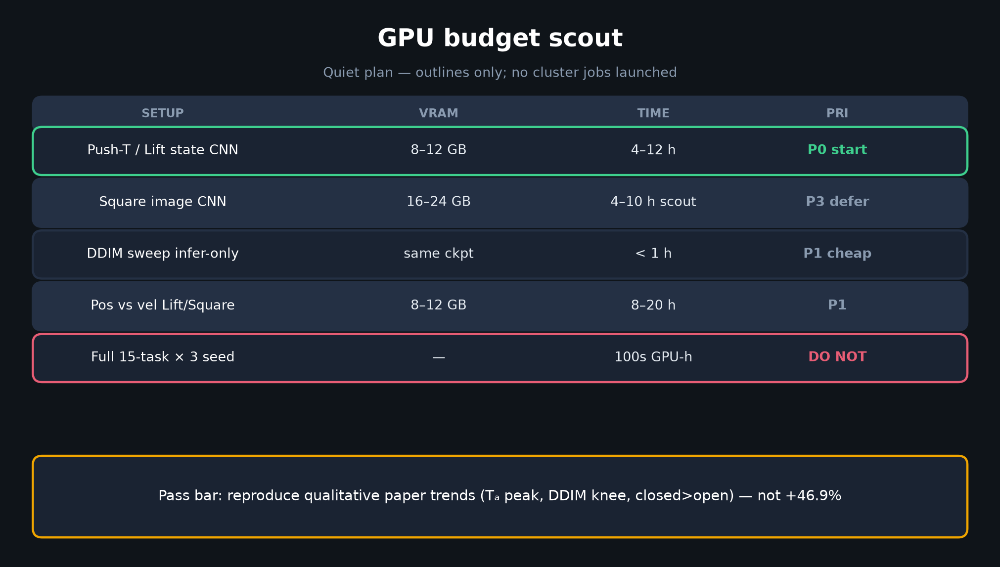 GPU budget scout
Quiet plan — outlines only; no cluster jobs launched
SETUP VRAM TIME PRI
Push-T / Lift state CNN 8–12 GB 4–12 h P0 start
Square image CNN 16–24 GB 4–10 h scout P3 defer
DDIM sweep infer-only same ckpt < 1 h P1 cheap
Pos vs vel Lift/Square 8–12 GB 8–20 h P1
Full 15-task × 3 seed — 100s GPU-h DO NOT
Pass bar: reproduce qualitative paper trends (Tₐ peak, DDIM knee, closed>open) — not +46.9%